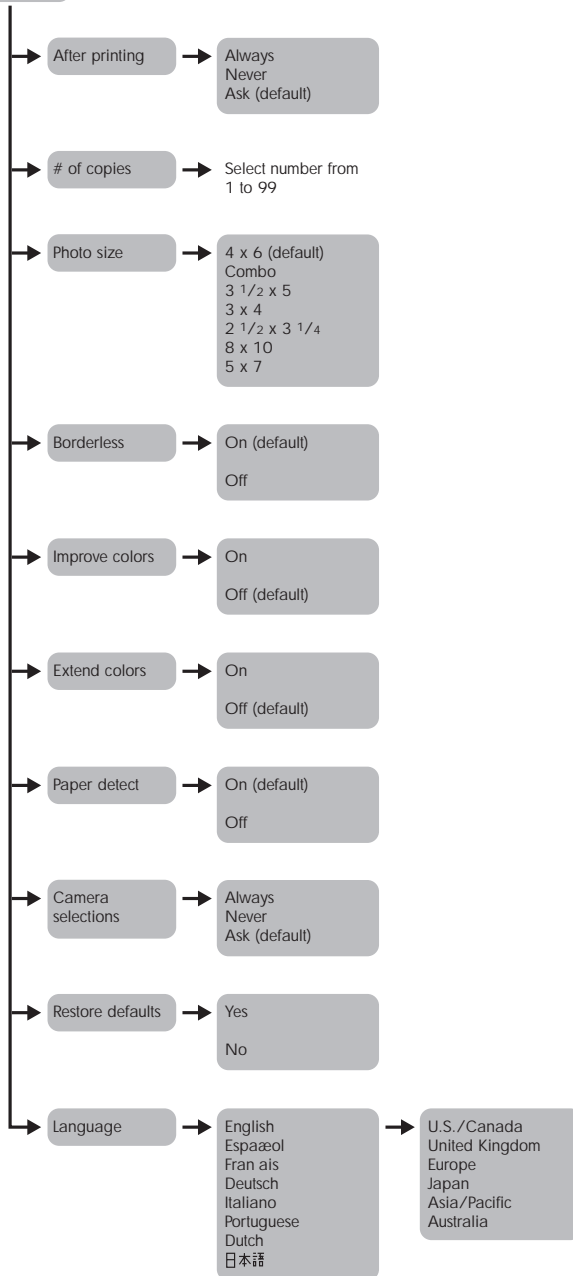 After printing
Always
Never
Ask (default)
# of copies
Select number from
1 to 99
Photo size
4 x 6 (default)
Combo
3 1/2 x 5
3 x 4
2 1/2 x 3 1/4
8 x 10
5 x 7
Borderless
On (default)
Off
Improve colors
On
Off (default)
Extend colors
On
Off (default)
Paper detect
On (default)
Off
Camera
selections
Always
Never
Ask (default)
Restore defaults
Yes
No
Language
English
Espaæol
Fran ais
Deutsch
Italiano
Portuguese
Dutch
日本語
U.S./Canada
United Kingdom
Europe
Japan
Asia/Pacific
Australia